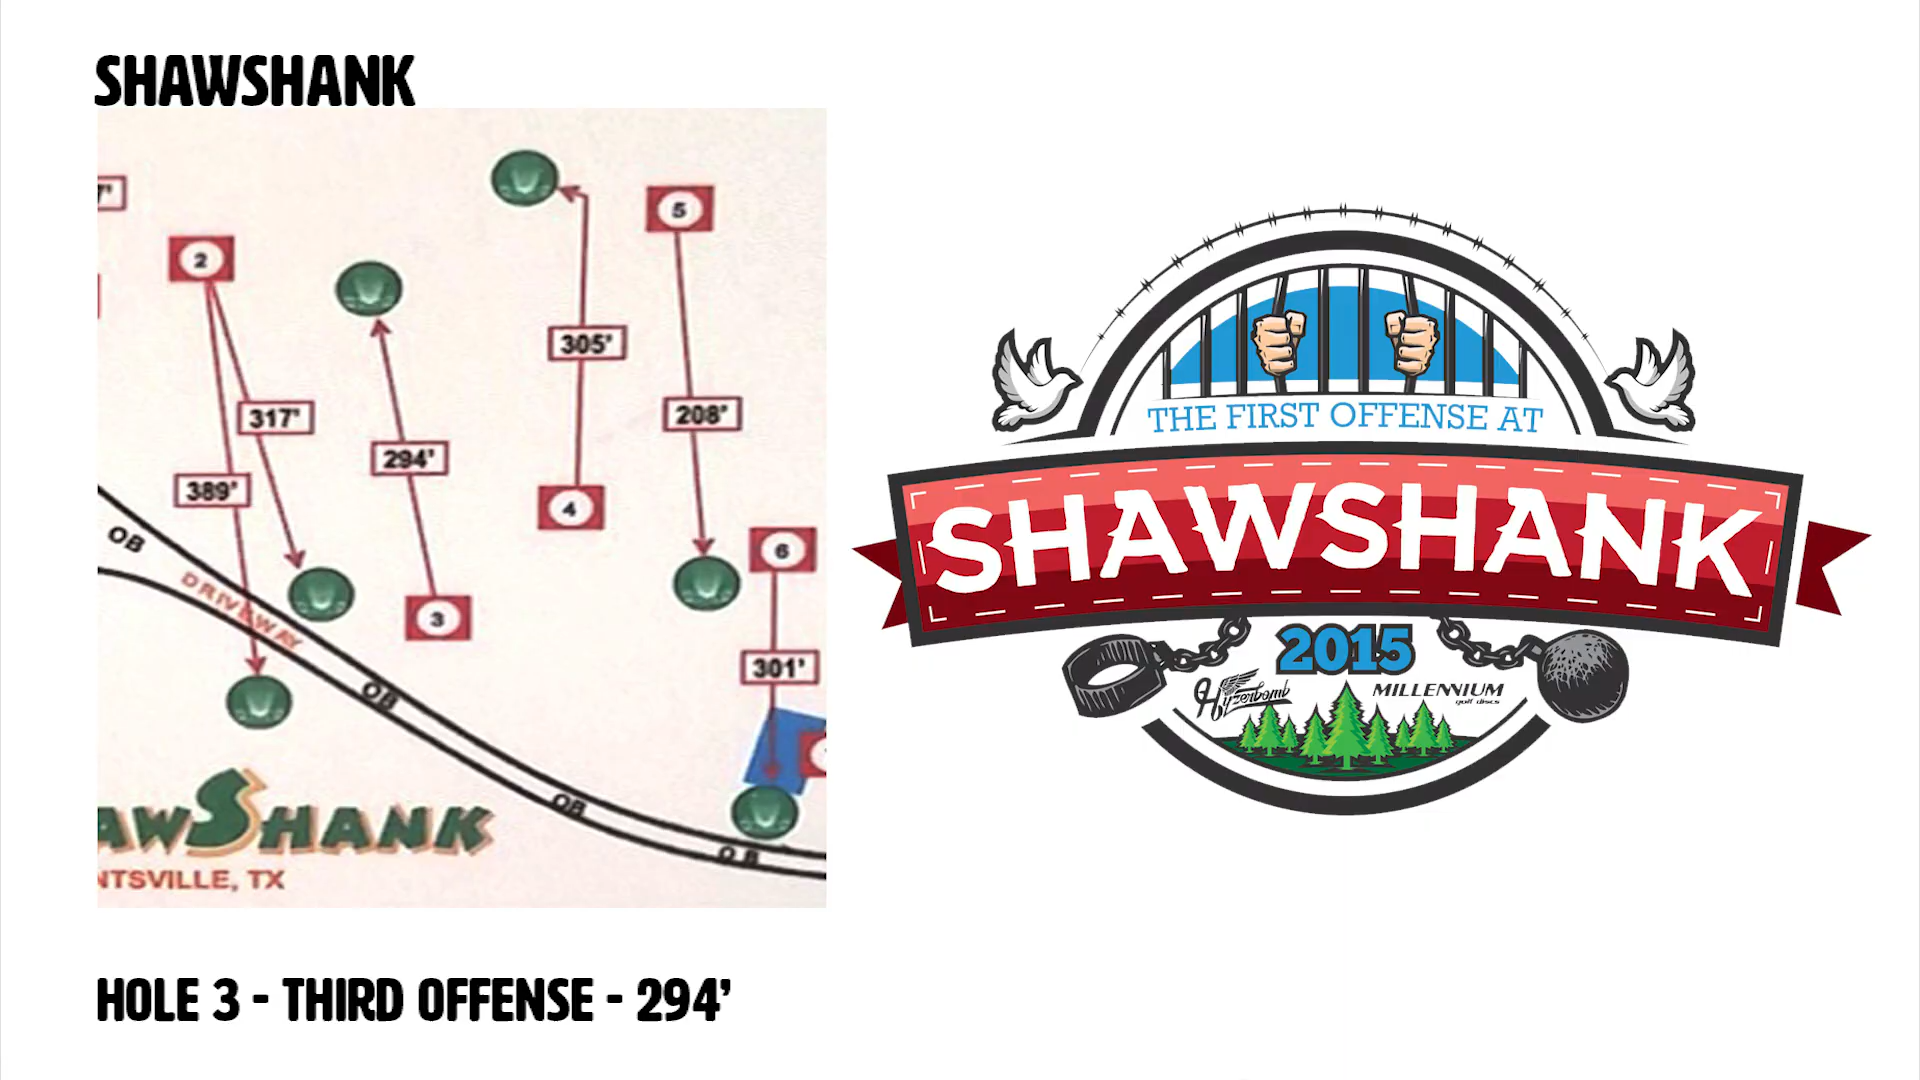 SHAWSHANK
7'
2
5
305'
317'
208'
294'
389'
4
OB
6
DRIVEWAY
3
301'
OB
OB
AWSHANK
OB
NTSVILLE, TX
HOLE 3 - THIRD OFFENSE - 294'
THE FIRST OFFENSE AT
SHAWSHANK
2015
Hyzerbomb
MILLENNIUM
golf discs